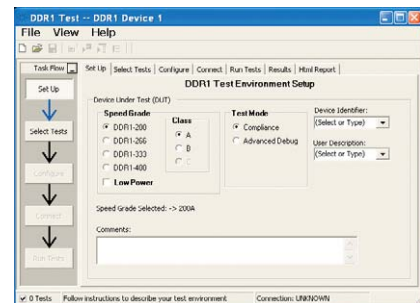 DDR1 Test -- DDR1 Device 1
File View Help
Task Flow
Set Up
Select Tests
Configure
Connect
Run Tests
Set Up Select Tests Configure Connect Run Tests Results Html Report
DDR1 Test Environment Setup
Device Under Test (DUT)
Speed Grade
DDR1-200
DDR1-266
DDR1-333
DDR1-400
Low Power
Class
A
B
C
Test Mode
Compliance
Advanced Debug
Device Identifier:
(Select or Type)
User Description:
(Select or Type)
Speed Grade Selected: -> 200A
Comments:
0 Tests Follow instructions to describe your test environment Connection: UNKNOWN